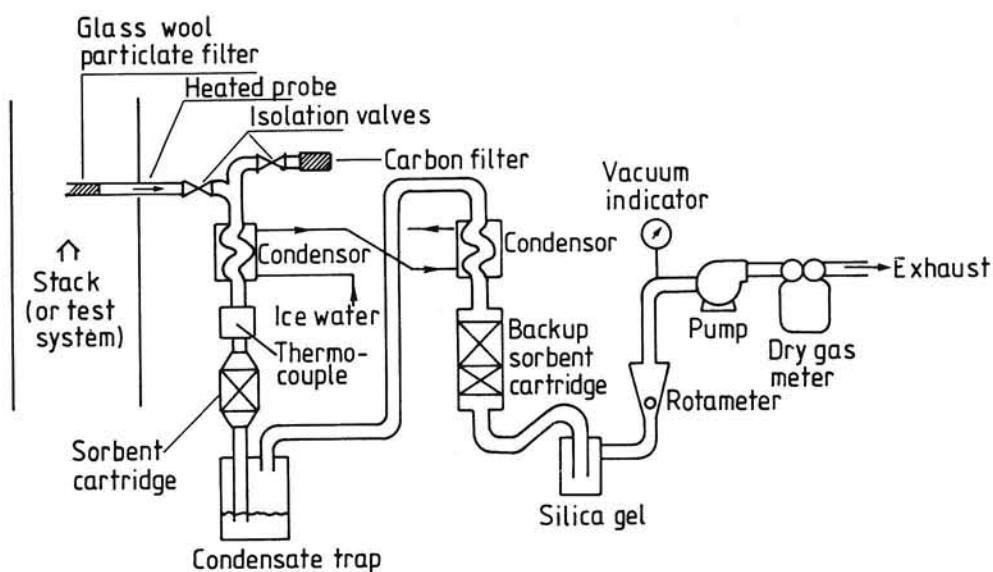 Glass wool
particlate filter
Heated probe
Isolation valves
Carbon filter
Condensor
Ice water
Thermo-
couple
Stack
(or test
system)
Sorbent
cartridge
Condensate trap
Condensor
Backup
sorbent
cartridge
Silica gel
Vacuum
indicator
Rotameter
Pump
Dry gas
meter
Exhaust